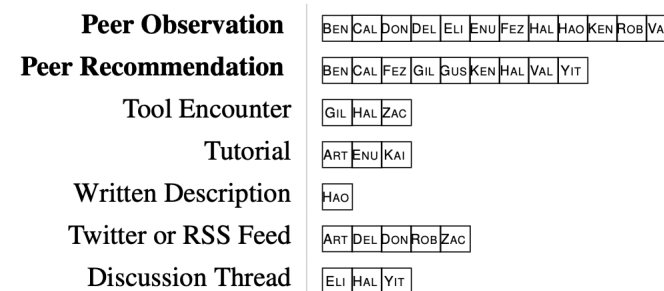 Peer Observation BEN CAL DON DEL ELI ENU FEZ HAL HAO KEN ROB
Peer Recommendation BEN CAL FEZ GIL GUS KEN HAL VAL YIT
Tool Encounter GIL HAL ZAC
Tutorial ART ENU KAI
Written Description HAO
Twitter or RSS Feed ART DEL DON ROB ZAC
Discussion Thread ELI HAL YIT